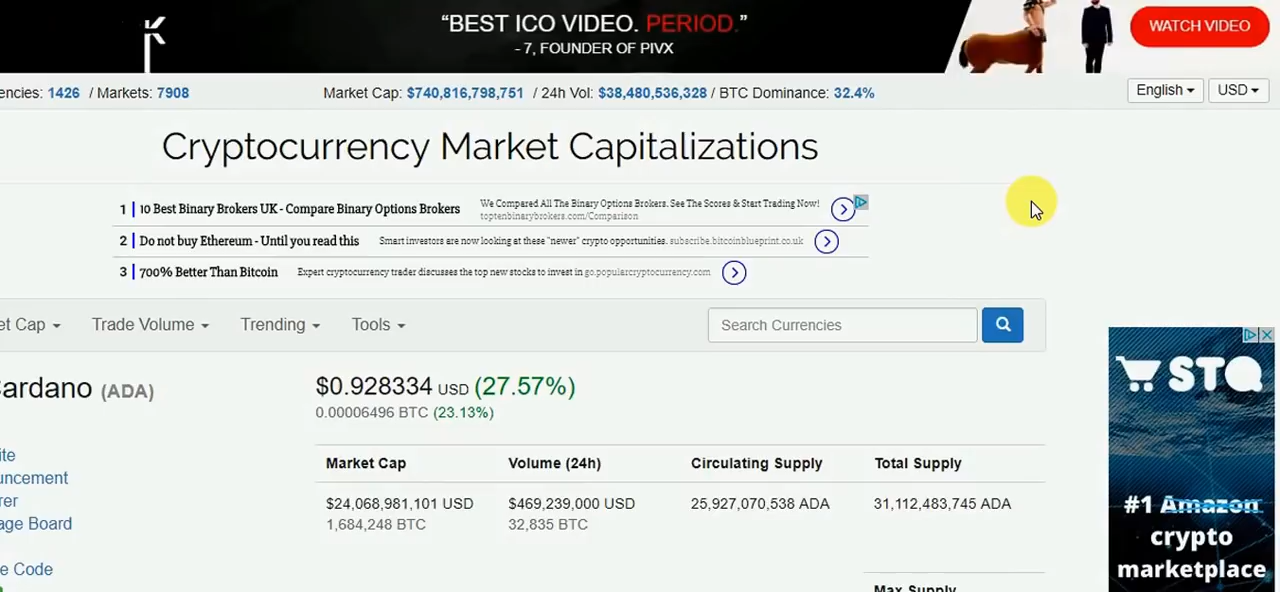 “BEST ICO VIDEO. PERIOD.”
- 7, FOUNDER OF PIVX
WATCH VIDEO
encies: 1426 / Markets: 7908
Market Cap: $740,816,798,751 / 24h Vol: $38,480,536,328 / BTC Dominance: 32.4%
English
USD
Cryptocurrency Market Capitalizations
1 10 Best Binary Brokers UK - Compare Binary Options Brokers
We Compared All The Binary Options Brokers. See The Scores & Start Trading Now!
toptenbinarybrokers.com/Comparison
2 Do not buy Ethereum - Until you read this Smart investors are now looking at these "newer" crypto opportunities. subscribe.bitcoinblueprint.co.uk
3 700% Better Than Bitcoin Expert cryptocurrency trader discusses the top new stocks to invest in go.popularcryptocurrency.com
et Cap Trade Volume Trending Tools Search Currencies
ardano (ADA)
$0.928334 USD (27.57%)
0.00006496 BTC (23.13%)
ite
uncement
rer
age Board
e Code
Market Cap Volume (24h) Circulating Supply Total Supply
$24,068,981,101 USD $469,239,000 USD 25,927,070,538 ADA 31,112,483,745 ADA
1,684,248 BTC 32,835 BTC
Max Supply
STQ
#1 Amazon
crypto
marketplace